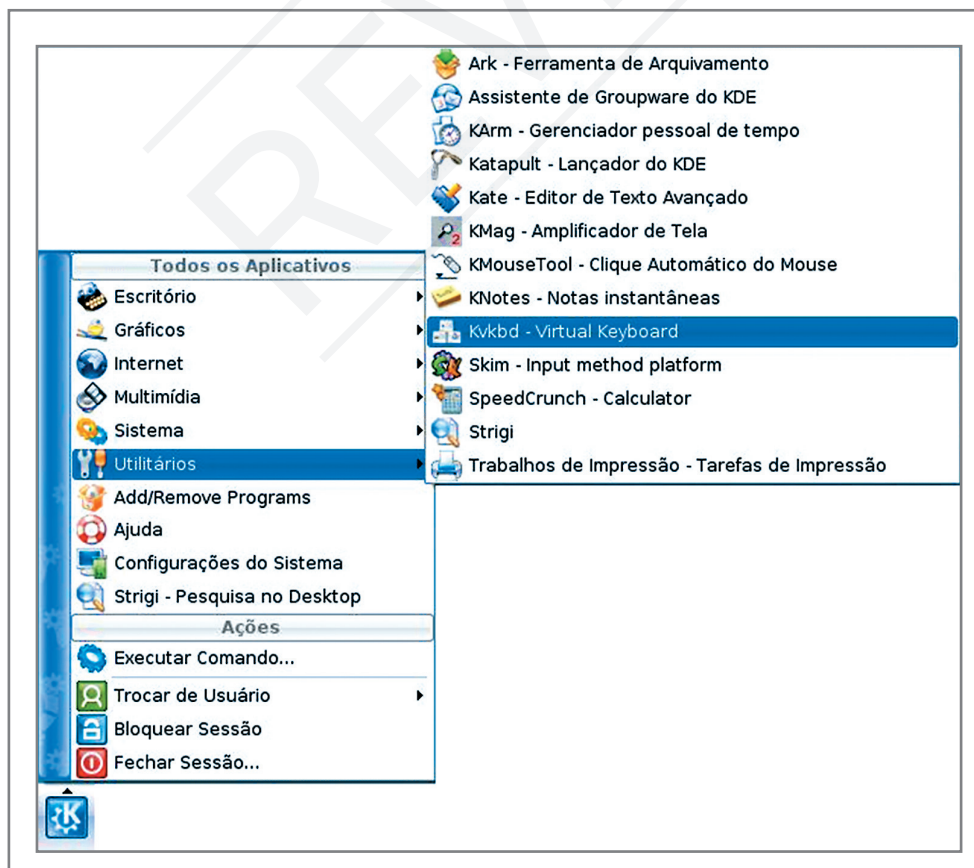 Ark - Ferramenta de Arquivamento
Assistente de Groupware do KDE
KArm - Gerenciador pessoal de tempo
Katapult - Lançador do KDE
Kate - Editor de Texto Avançado
KMag - Amplificador de Tela
KMouseTool - Clique Automático do Mouse
KNotes - Notas instantâneas
Kvkbd - Virtual Keyboard
Skim - Input method platform
SpeedCrunch - Calculator
Strigi
Trabalhos de Impressão - Tarefas de Impressão
Todos os Aplicativos
Escritório
Gráficos
Internet
Multimídia
Sistema
Utilitários
Add/Remove Programs
Ajuda
Configurações do Sistema
Strigi - Pesquisa no Desktop
Ações
Executar Comando...
Trocar de Usuário
Bloquear Sessão
Fechar Sessão...